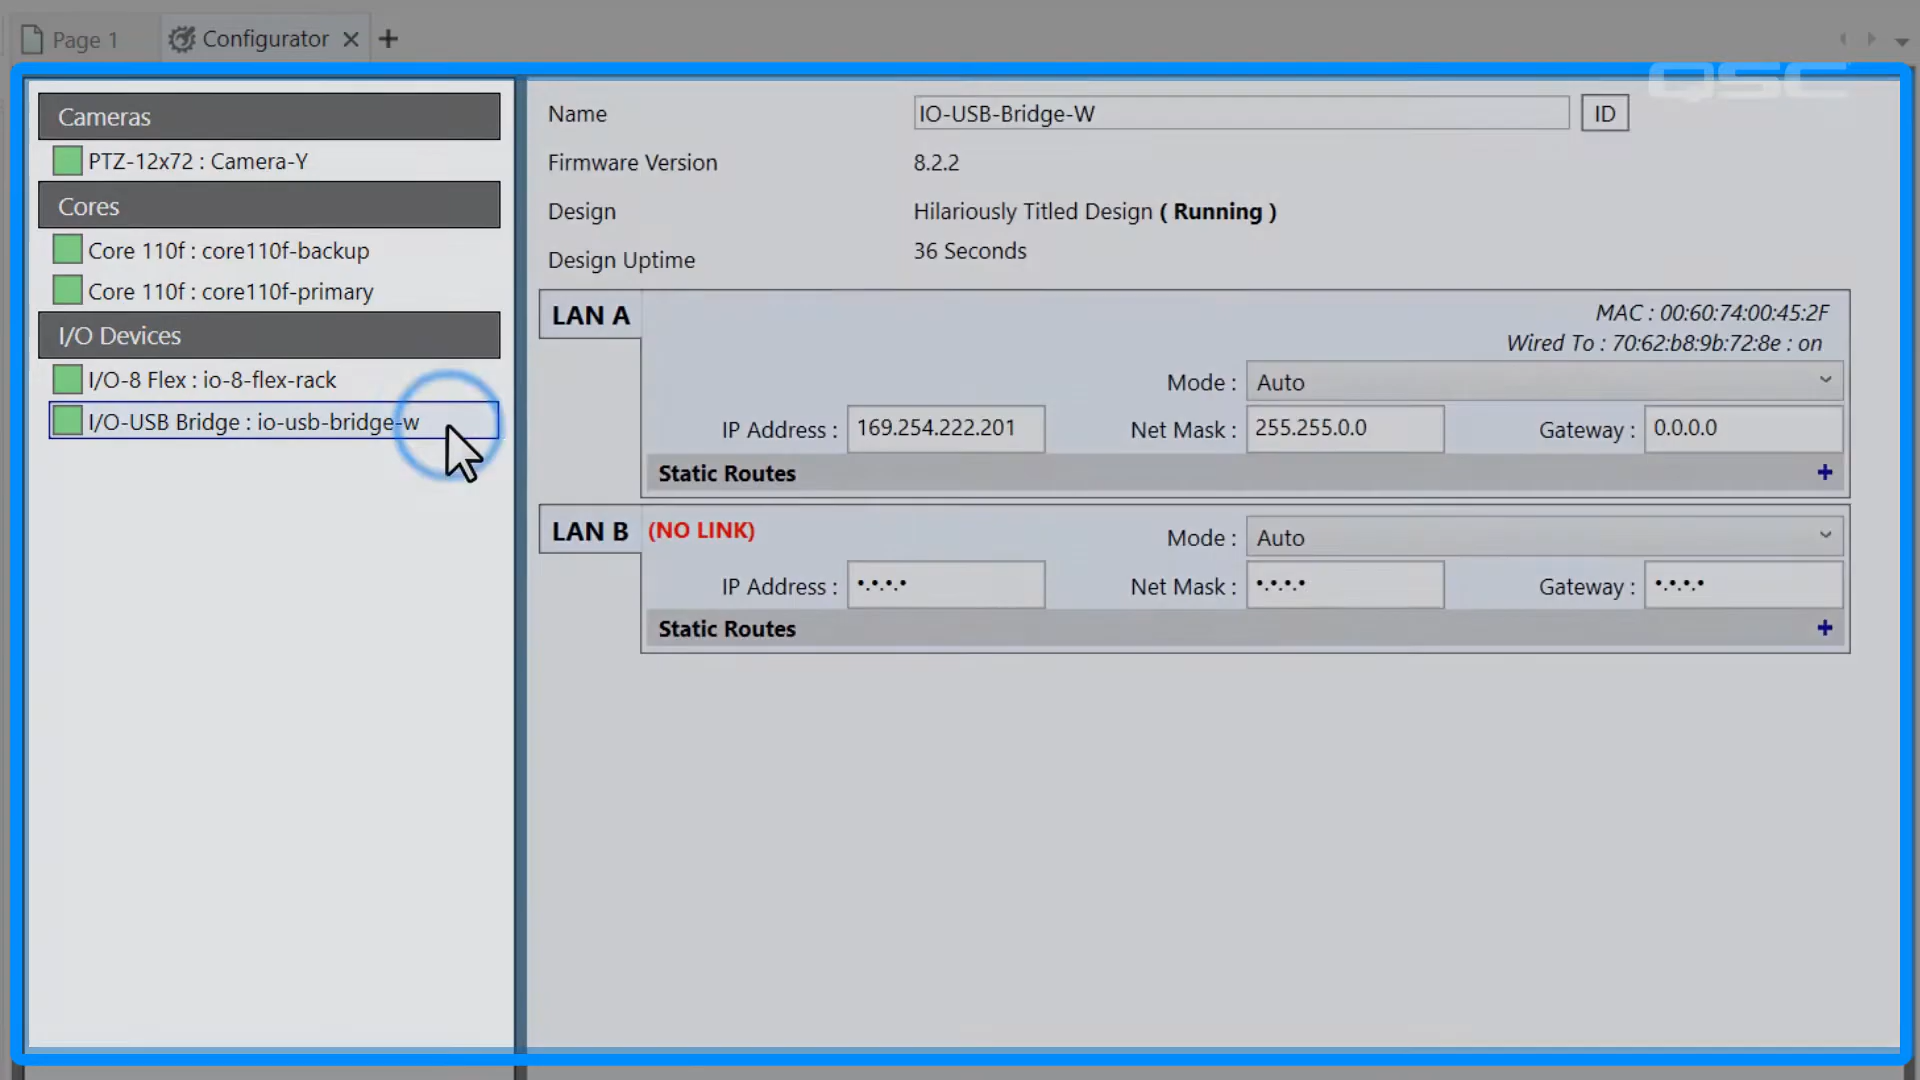 Page 1
Configurator
QSC
Cameras
PTZ-12x72 : Camera-Y
Cores
Core 110f : core110f-backup
Core 110f : core110f-primary
I/O Devices
I/O-8 Flex : io-8-flex-rack
I/O-USB Bridge : io-usb-bridge-w
Name
IO-USB-Bridge-W
ID
Firmware Version
8.2.2
Design
Hilariously Titled Design ( Running )
Design Uptime
36 Seconds
LAN A
MAC : 00:60:74:00:45:2F
Wired To : 70:62:b8:9b:72:8e : on
Mode : Auto
IP Address : 169.254.222.201
Net Mask : 255.255.0.0
Gateway : 0.0.0.0
Static Routes +
LAN B (NO LINK)
Mode : Auto
IP Address : •.•.•.•
Net Mask : •.•.•.•
Gateway : •.•.•.•
Static Routes +